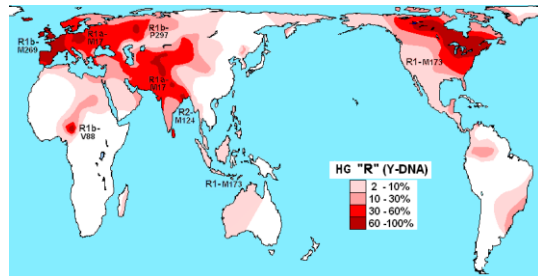 R1b-
M269
R1a-
M17
R1b-
P297
R1a-
M17
R2-
M124
R1b-
V88
R1-M173
R1-M173
HG "R" (Y-DNA)
2 - 10%
10 - 30%
30 - 60%
60 -100%